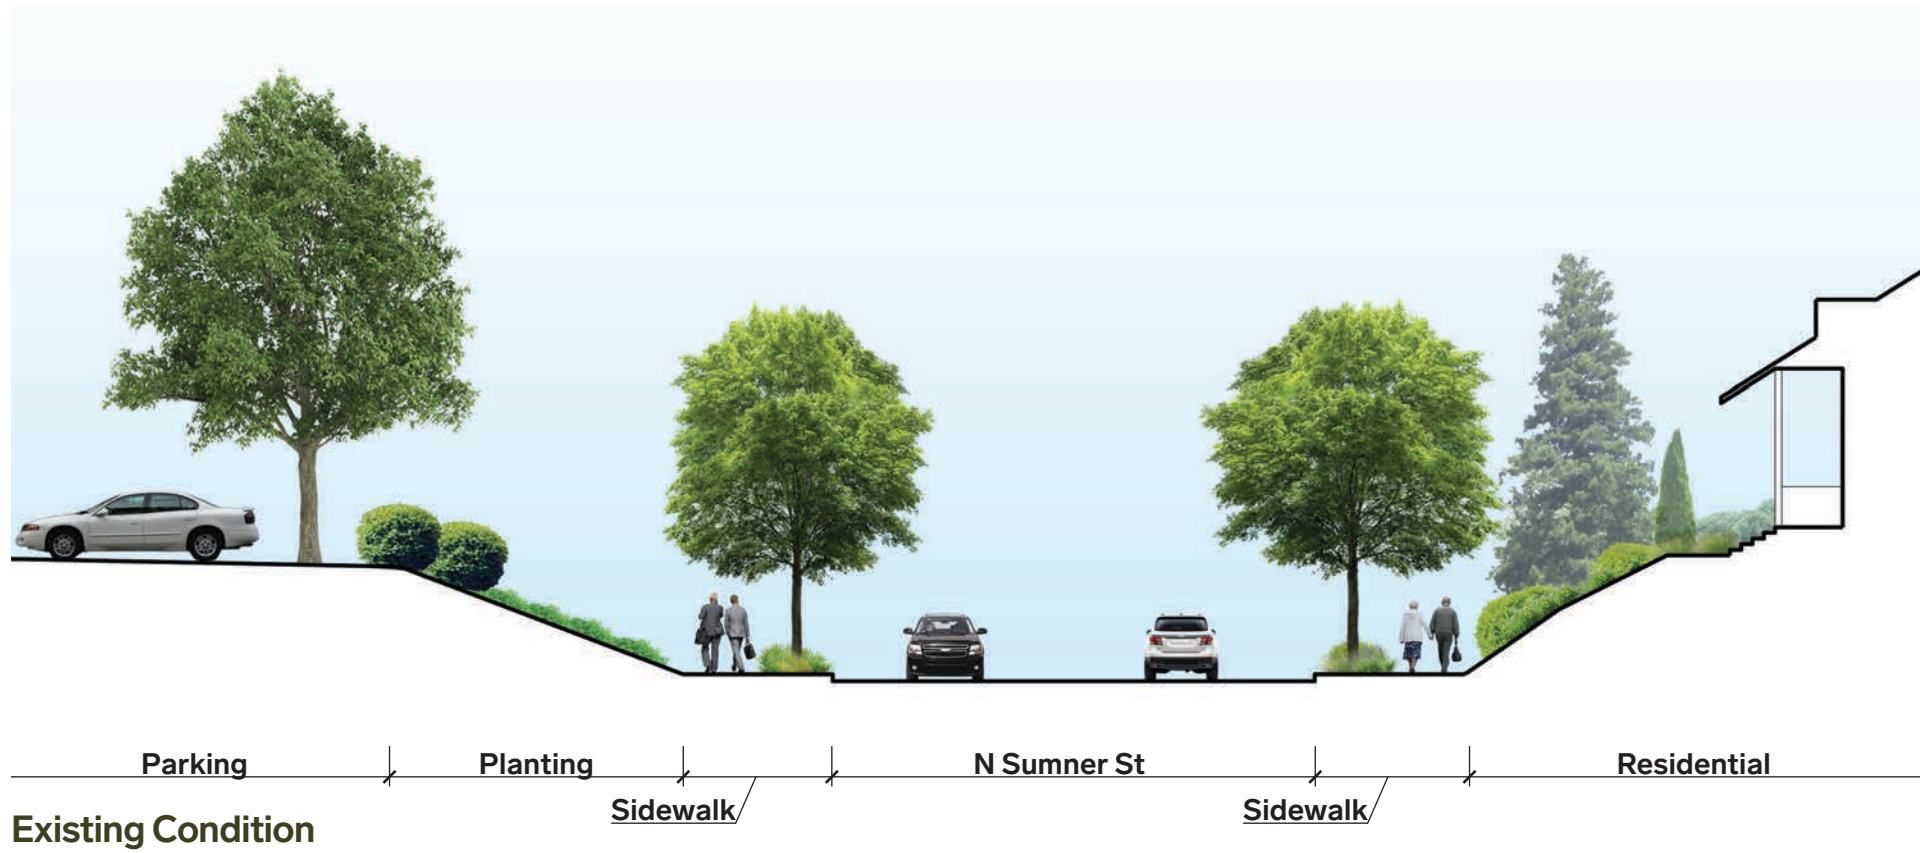 Parking
Planting
Sidewalk
N Sumner St
Sidewalk
Residential
Existing Condition